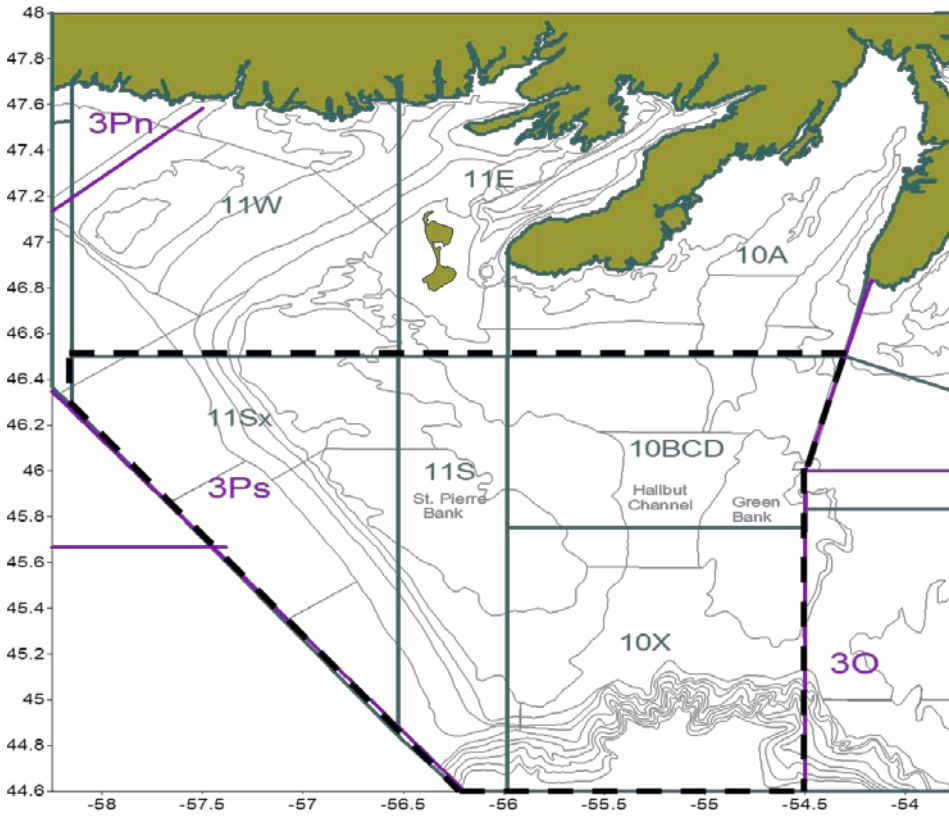 48
47.8
47.6
3Pn
47.4
11E
47.2
11W
47
10A
46.8
46.6
46.4
11Sx
46.2
10BCD
46
11S
3Ps
St. Pierre
Bank
Halibut
Channel
Green
Bank
45.8
45.6
45.4
45.2
10X
3O
45
44.8
44.6
-58 -57.5 -57 -56.5 -56 -55.5 -55 -54.5 -54